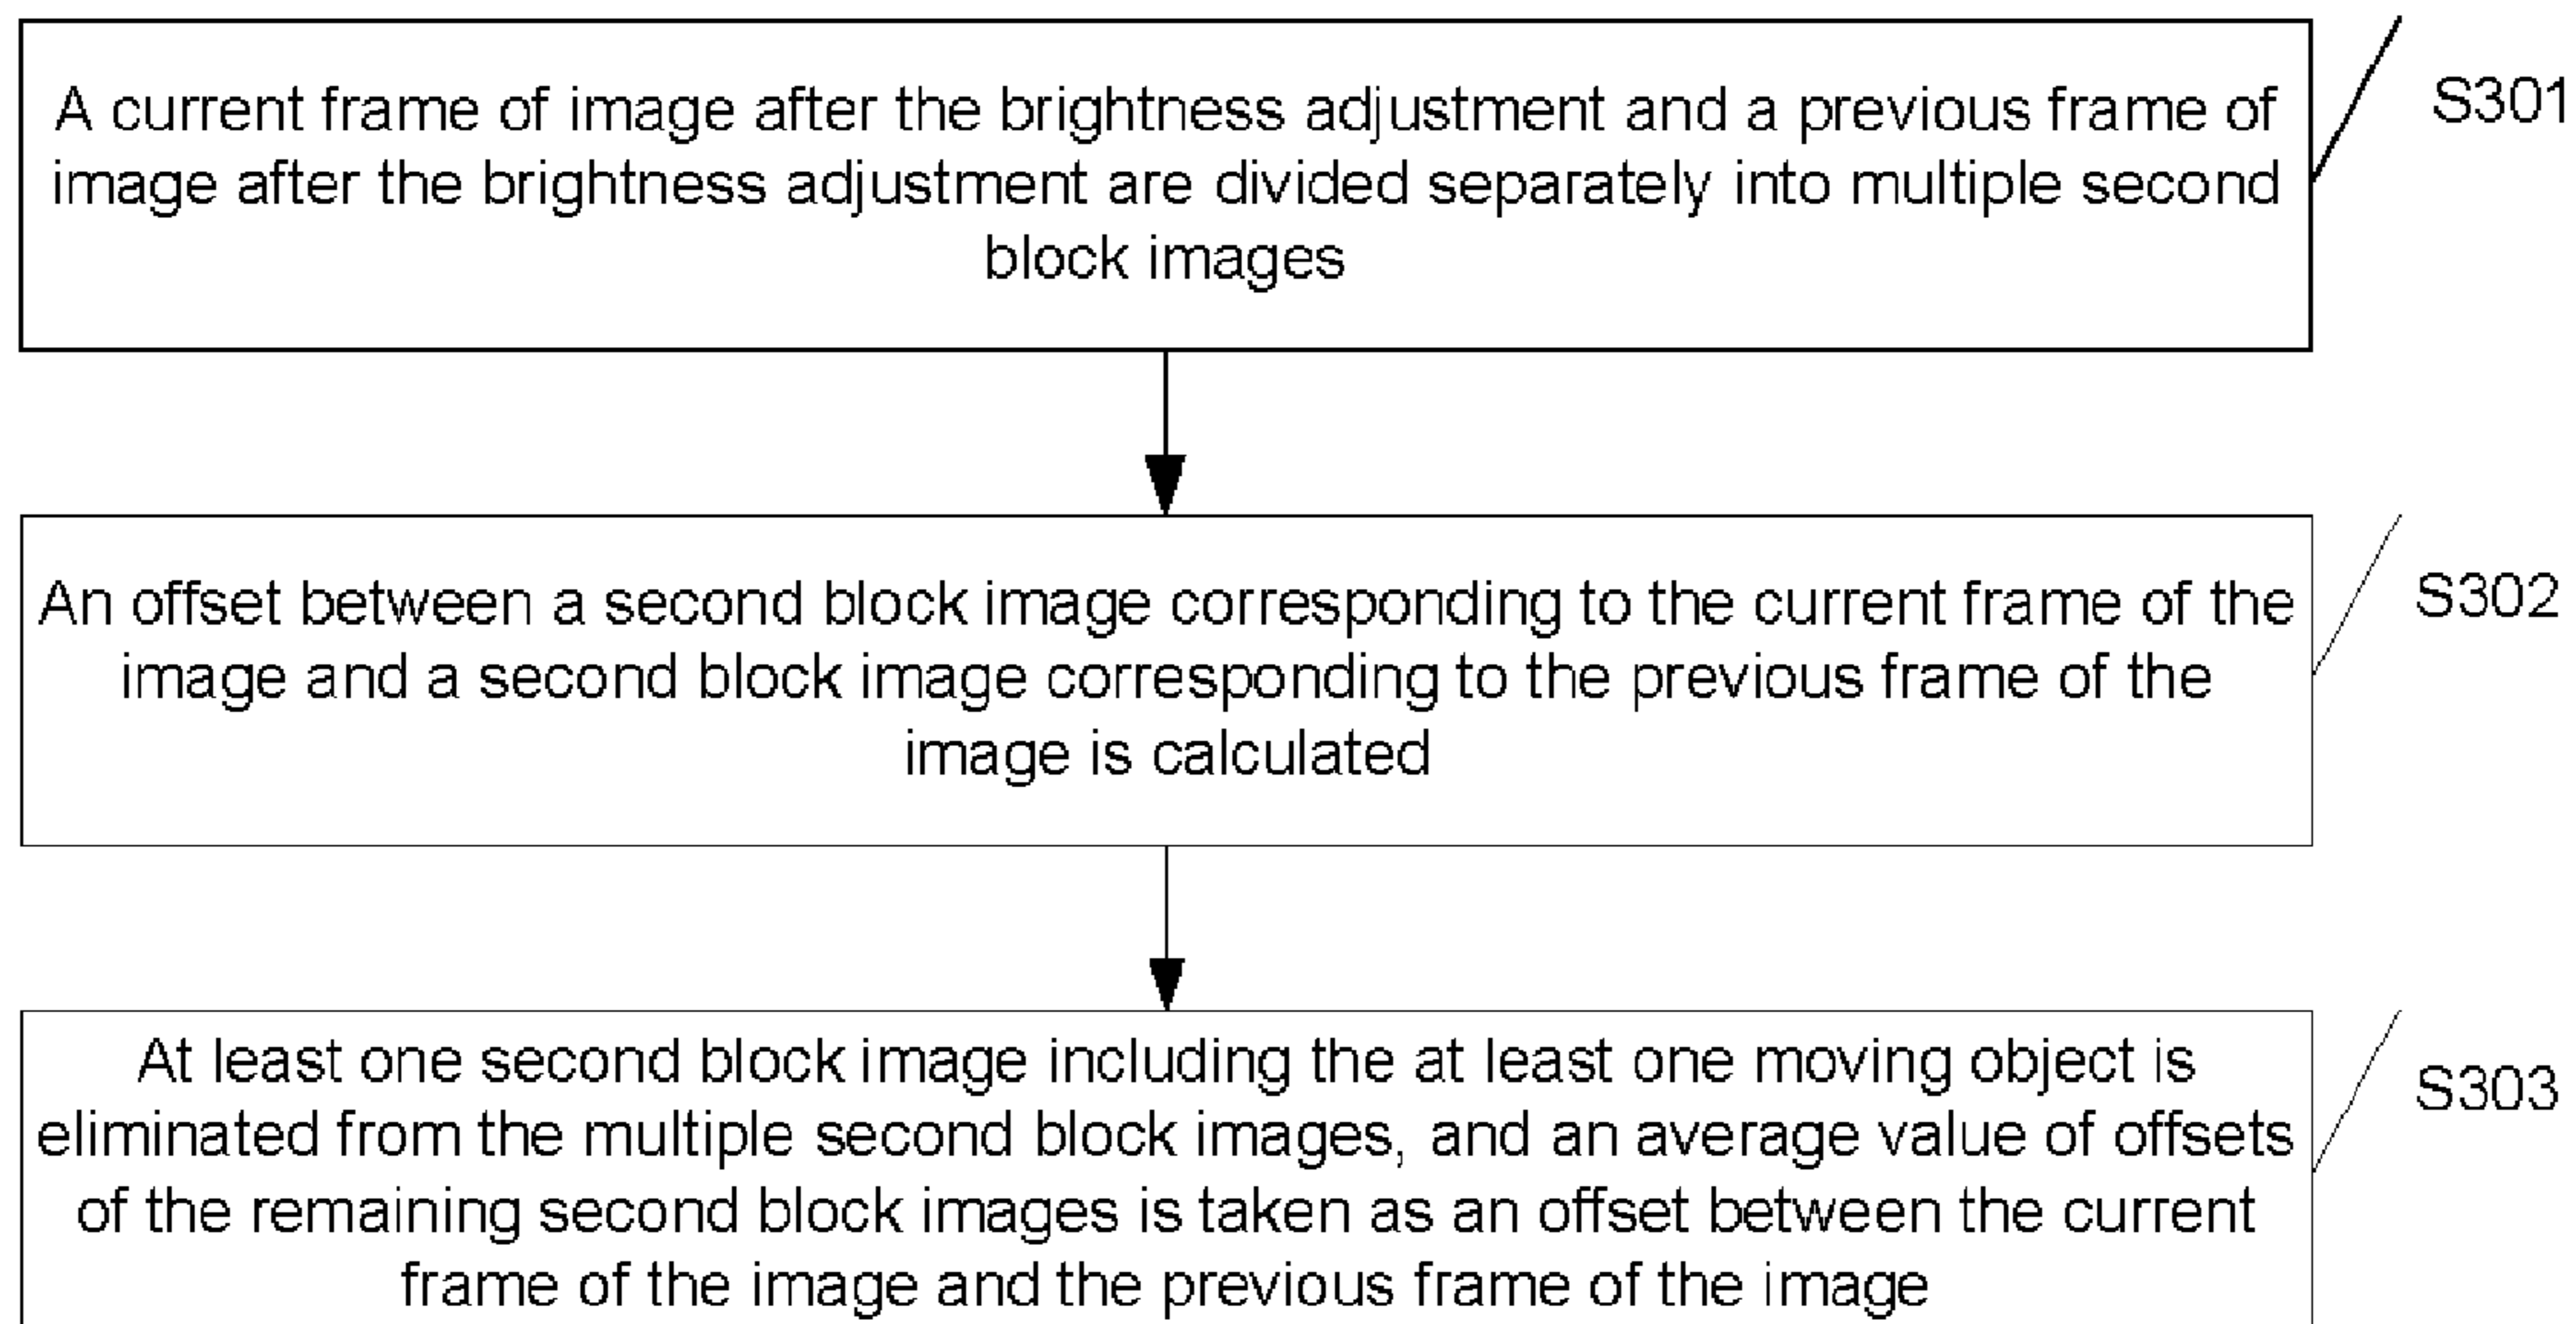 A current frame of image after the brightness adjustment and a previous frame of
image after the brightness adjustment are divided separately into multiple second
block images
S301
An offset between a second block image corresponding to the current frame of the
image and a second block image corresponding to the previous frame of the
image is calculated
S302
At least one second block image including the at least one moving object is
eliminated from the multiple second block images, and an average value of offsets
of the remaining second block images is taken as an offset between the current
frame of the image and the previous frame of the image
S303